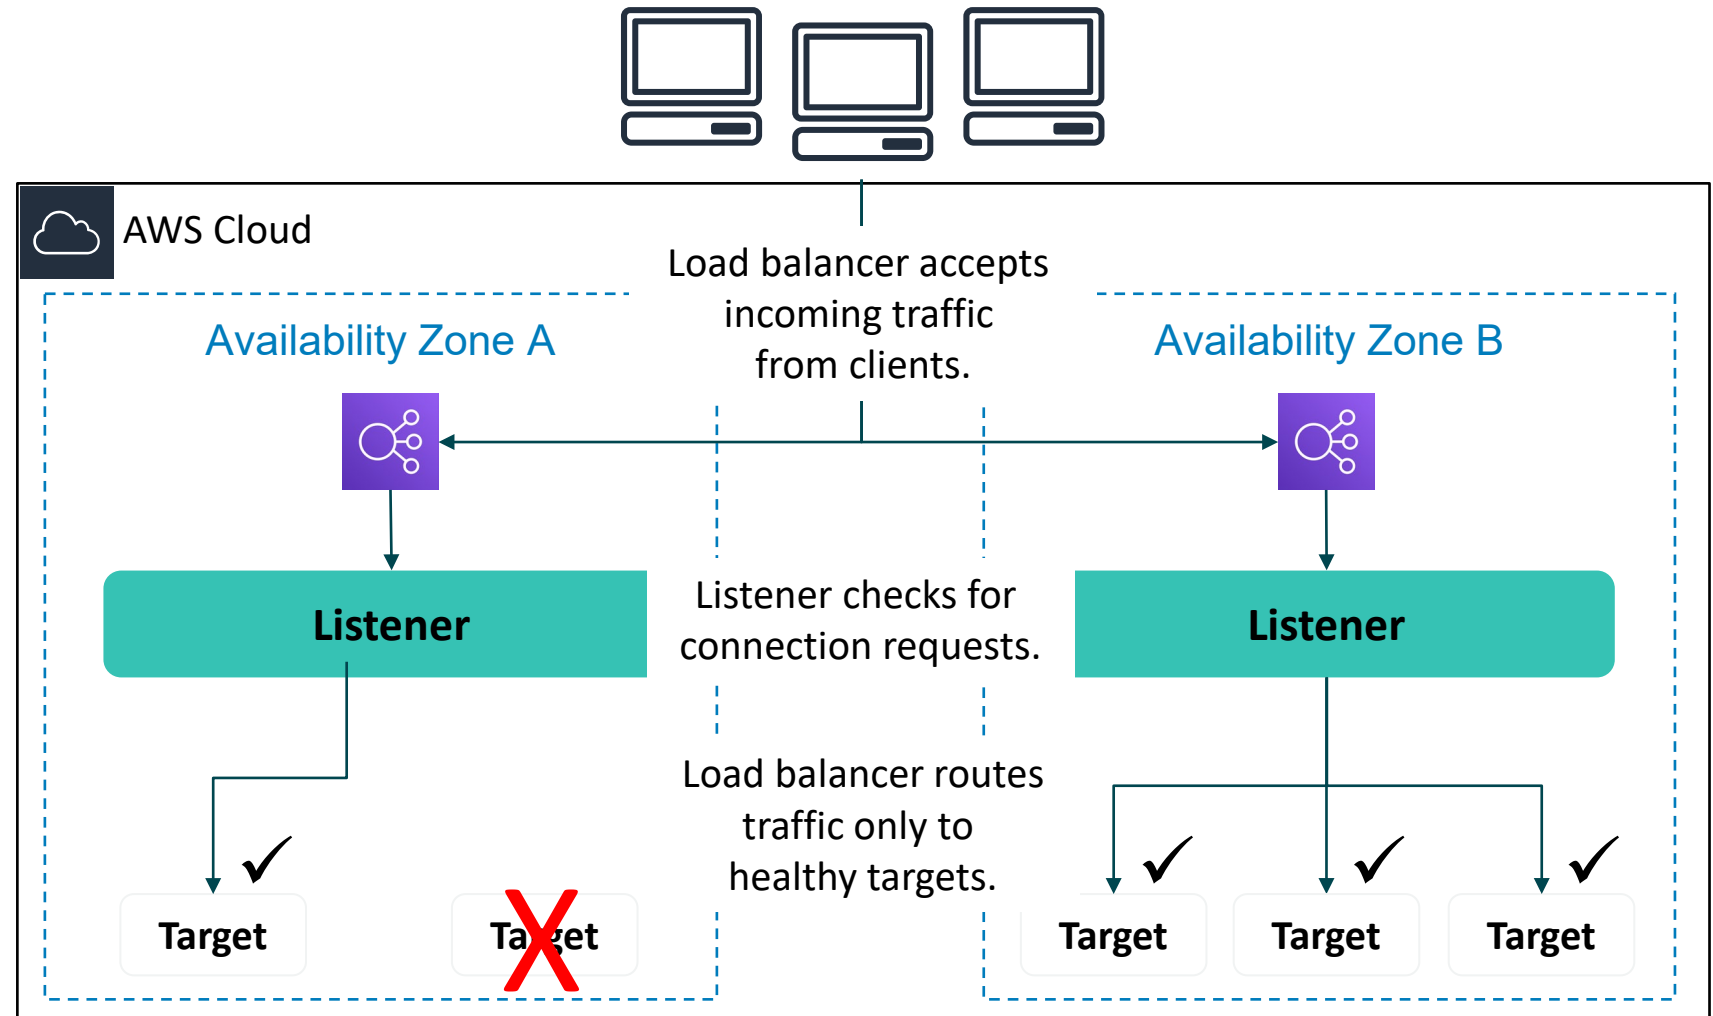 AWS Cloud
Load balancer accepts
incoming traffic
from clients.
Availability Zone A
Availability Zone B
Listener
Listener checks for
connection requests.
Listener
Load balancer routes
traffic only to
healthy targets.
Target
Target
Target
Target
Target